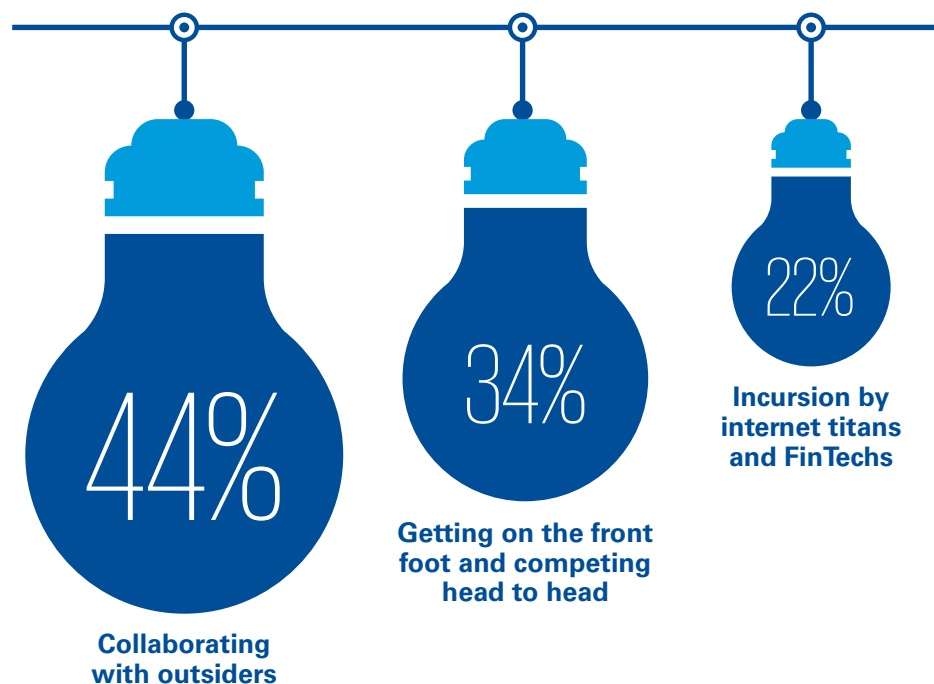 44%
Collaborating
with outsiders
34%
Getting on the front
foot and competing
head to head
22%
Incursion by
internet titans
and FinTechs